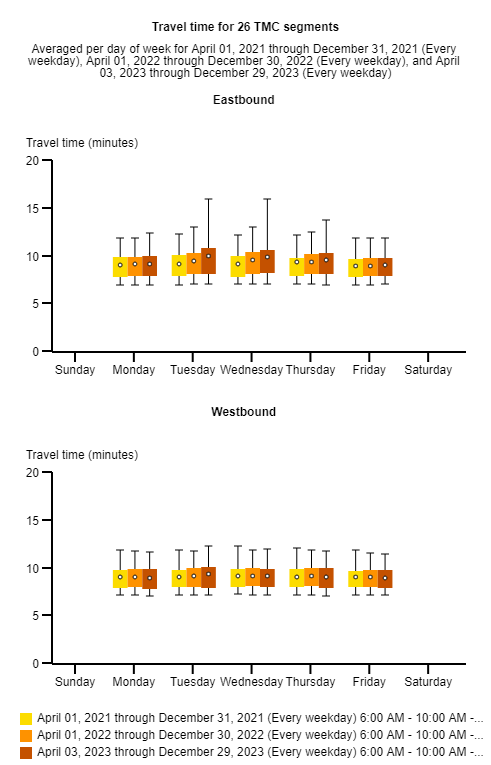 Travel time for 26 TMC segments
Averaged per day of week for April 01, 2021 through December 31, 2021 (Every
weekday), April 01, 2022 through December 30, 2022 (Every weekday), and April
03, 2023 through December 29, 2023 (Every weekday)
Eastbound
Travel time (minutes)
20
15
10
5
0
Sunday Monday Tuesday Wednesday Thursday Friday Saturday
Westbound
Travel time (minutes)
20
15
10
5
0
Sunday Monday Tuesday Wednesday Thursday Friday Saturday
April 01, 2021 through December 31, 2021 (Every weekday) 6:00 AM - 10:00 AM -...
April 01, 2022 through December 30, 2022 (Every weekday) 6:00 AM - 10:00 AM -...
April 03, 2023 through December 29, 2023 (Every weekday) 6:00 AM - 10:00 AM -...